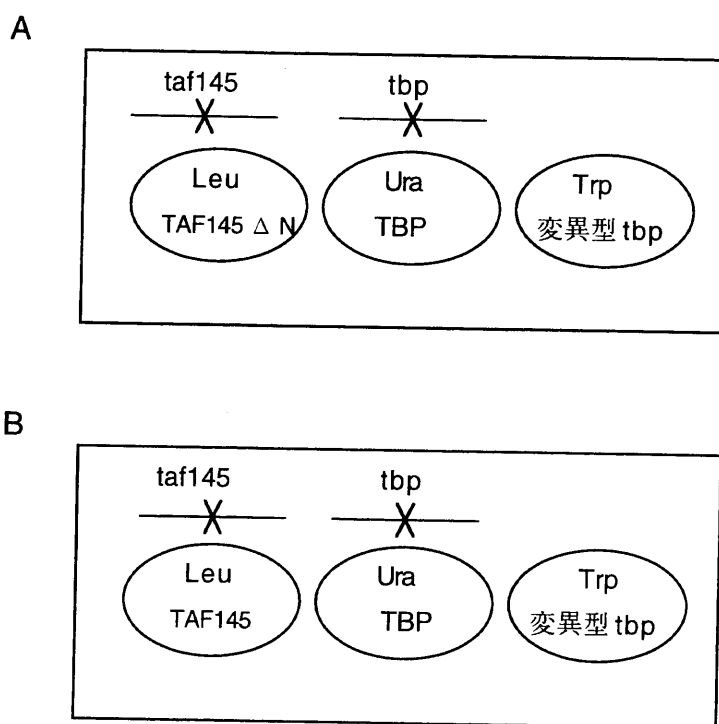 A
taf145 tbp
Leu Ura Trp
TAF145 Δ N TBP 変異型 tbp
B
taf145 tbp
Leu Ura Trp
TAF145 TBP 変異型 tbp